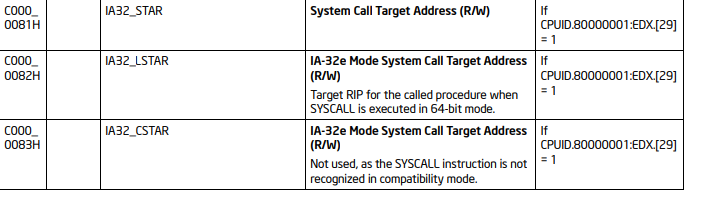 C000_ IA32_STAR System Call Target Address (R/W) If
0081H CPUID.80000001:EDX.[29]
= 1
C000_ IA32_LSTAR IA-32e Mode System Call Target Address If
0082H (R/W) CPUID.80000001:EDX.[29]
Target RIP for the called procedure when = 1
SYSCALL is executed in 64-bit mode.
C000_ IA32_CSTAR IA-32e Mode System Call Target Address If
0083H (R/W) CPUID.80000001:EDX.[29]
Not used, as the SYSCALL instruction is not = 1
recognized in compatibility mode.